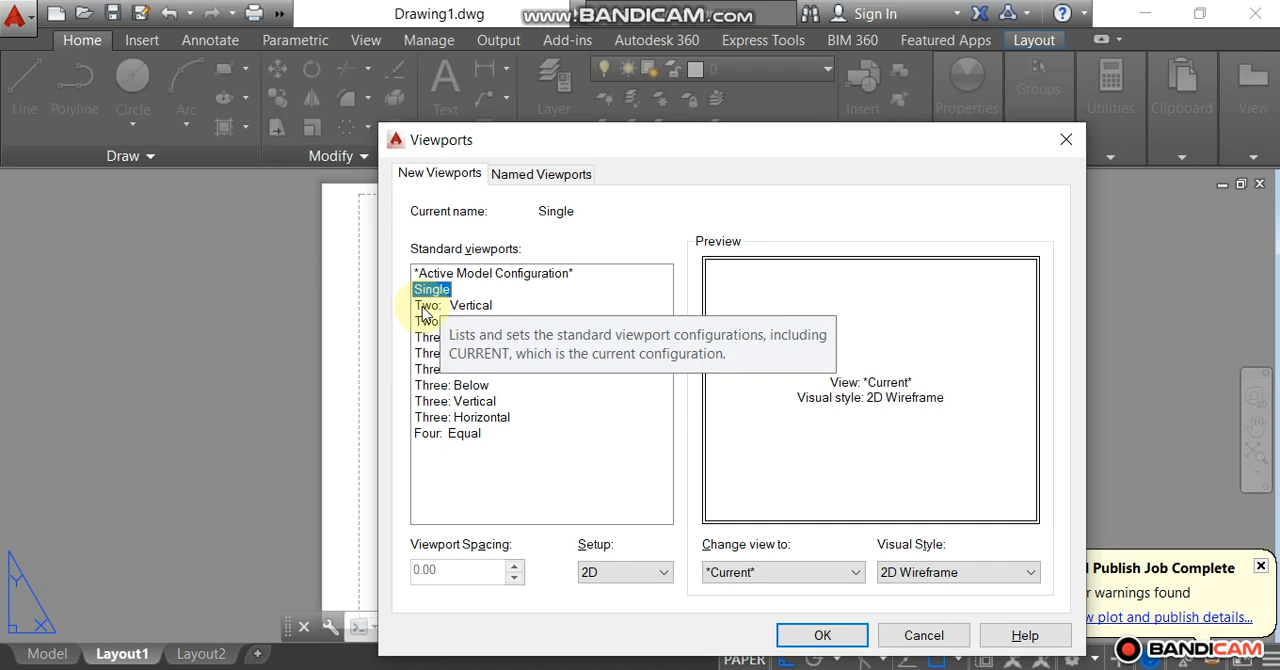 Drawing1.dwg
www.BANDICAM.com
Sign In
Home Insert Annotate Parametric View Manage Output Add-ins Autodesk 360 Express Tools BIM 360 Featured Apps Layout
Line Polyline Circle Arc Text Layer Insert Properties Groups Utilities Clipboard View
0
Draw Modify
Viewports
New Viewports Named Viewports
Current name: Single
Standard viewports:
*Active Model Configuration*
Single
Two: Vertical
Two
Lists and sets the standard viewport configurations, including
CURRENT, which is the current configuration.
Thre
Thre
Thre
Three: Below
Three: Vertical
Three: Horizontal
Four: Equal
Preview
View: *Current*
Visual style: 2D Wireframe
Viewport Spacing: Setup: Change view to: Visual Style:
0.00 2D *Current* 2D Wireframe
OK Cancel Help
Publish Job Complete
r warnings found
w plot and publish details...
Y
X
Model Layout1 Layout2
PAPER
BANDICAM